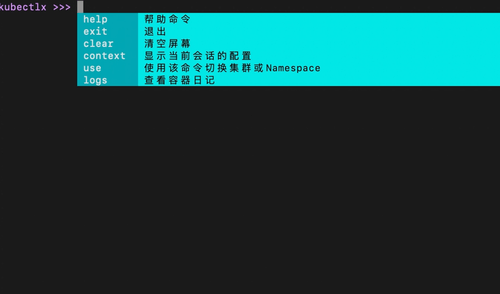 kubectlx >>>
help 帮助命令
exit 退出
clear 清空屏幕
context 显示当前会话的配置
use 使用该命令切换集群或Namespace
logs 查看容器日记